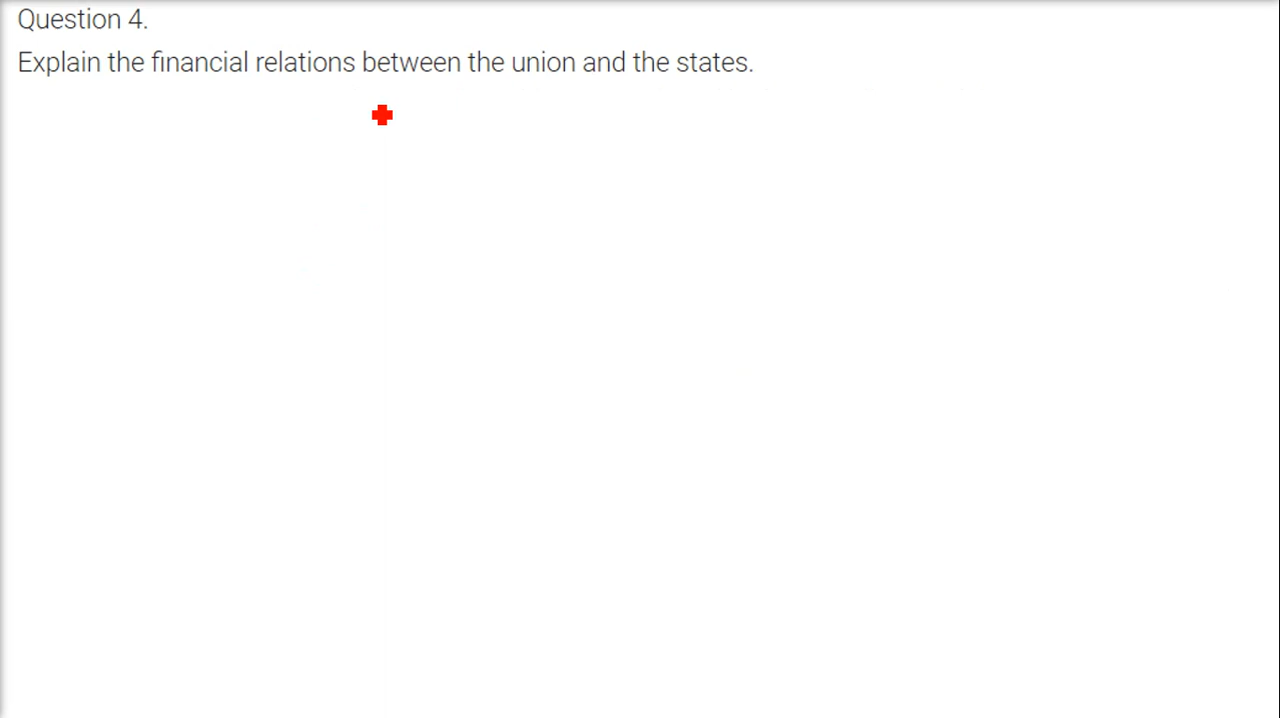 Question 4.
Explain the financial relations between the union and the states.